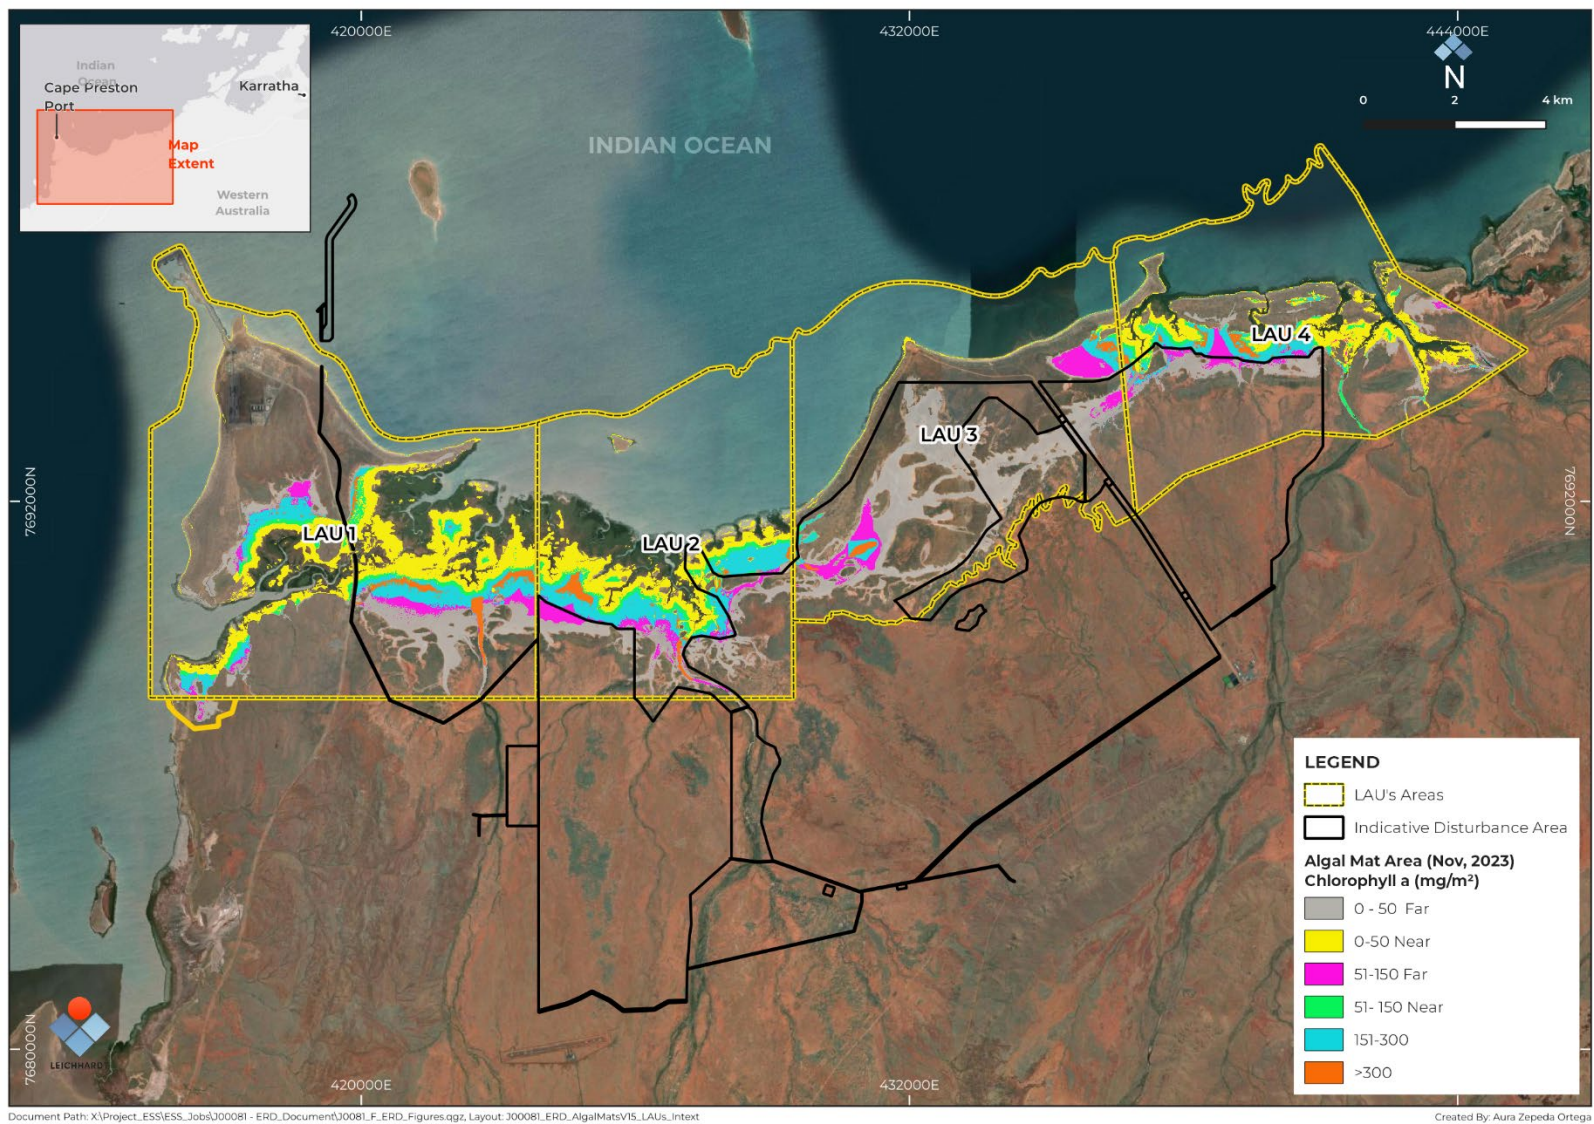 420000E
432000E
444000E
Indian
Ocean
Cape Preston
Port
Karratha
Map
Extent
Western
Australia
INDIAN OCEAN
N
0 2 4 km
LAU 4
LAU 3
7692000N
7692000N
LAU 1
LAU 2
LEGEND
LAU's Areas
Indicative Disturbance Area
Algal Mat Area (Nov, 2023)
Chlorophyll a (mg/m²)
0 - 50 Far
0-50 Near
51-150 Far
51- 150 Near
151-300
>300
7680000N
LEICHHARDT
420000E
432000E
Document Path: X:\Project_ESS\ESS_Jobs\J00081 - ERD_Document\J0081_F_ERD_Figures.qgz, Layout: J00081_ERD_AlgalMatsV15_LAUs_Intext
Created By: Aura Zepeda Ortega